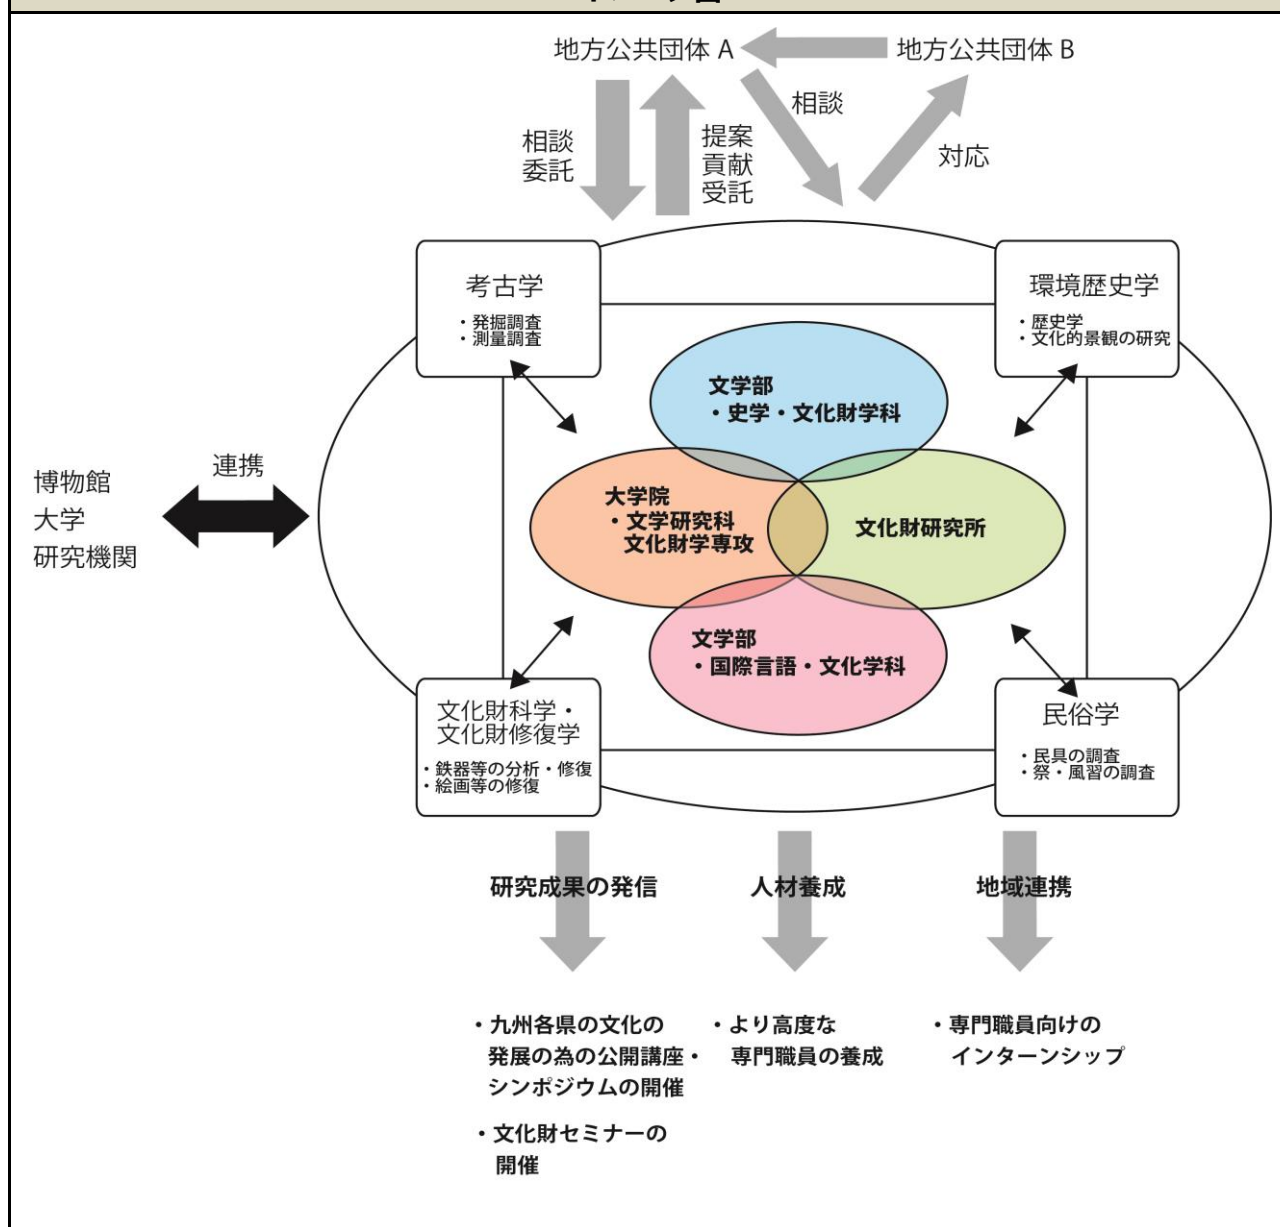 地方公共団体 A
地方公共団体 B
相談
委託
提案
貢献
受託
相談
対応
考古学
・発掘調査
・測量調査
環境歴史学
・歴史学
・文化的景観の研究
文学部
・史学・文化財学科
博物館
大学
研究機関
連携
大学院
・文学研究科
文化財学専攻
文化財研究所
文学部
・国際言語・文化学科
文化財科学・
文化財修復学
・鉄器等の分析・修復
・絵画等の修復
民俗学
・民具の調査
・祭・風習の調査
研究成果の発信
人材養成
地域連携
・九州各県の文化の
発展の為の公開講座・
シンポジウムの開催
・文化財セミナーの
開催
・より高度な
専門職員の養成
・専門職員向けの
インターンシップ